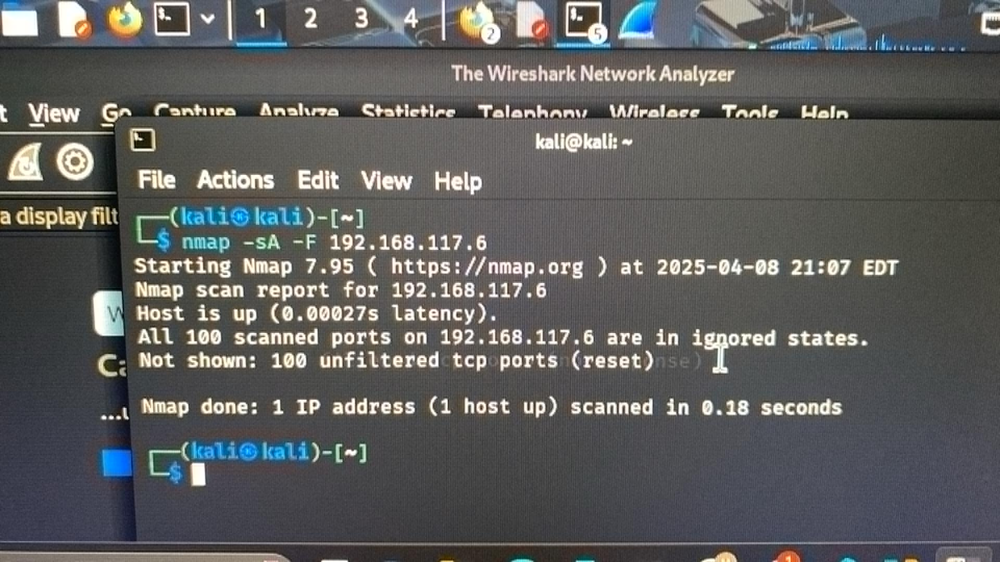 1 2 3 4 2 5
The Wireshark Network Analyzer
t View Go Capture Analyze Statistics Telephony Wireless Tools Help
kali@kali: ~
File Actions Edit View Help
a display filt
(kali㉿kali)-[~]
$ nmap -sA -F 192.168.117.6
Starting Nmap 7.95 ( https://nmap.org ) at 2025-04-08 21:07 EDT
Nmap scan report for 192.168.117.6
W
Host is up (0.00027s latency).
All 100 scanned ports on 192.168.117.6 are in ignored states.
Ca
Not shown: 100 unfiltered tcp ports (reset)
Nmap done: 1 IP address (1 host up) scanned in 0.18 seconds
(kali㉿kali)-[~]
$